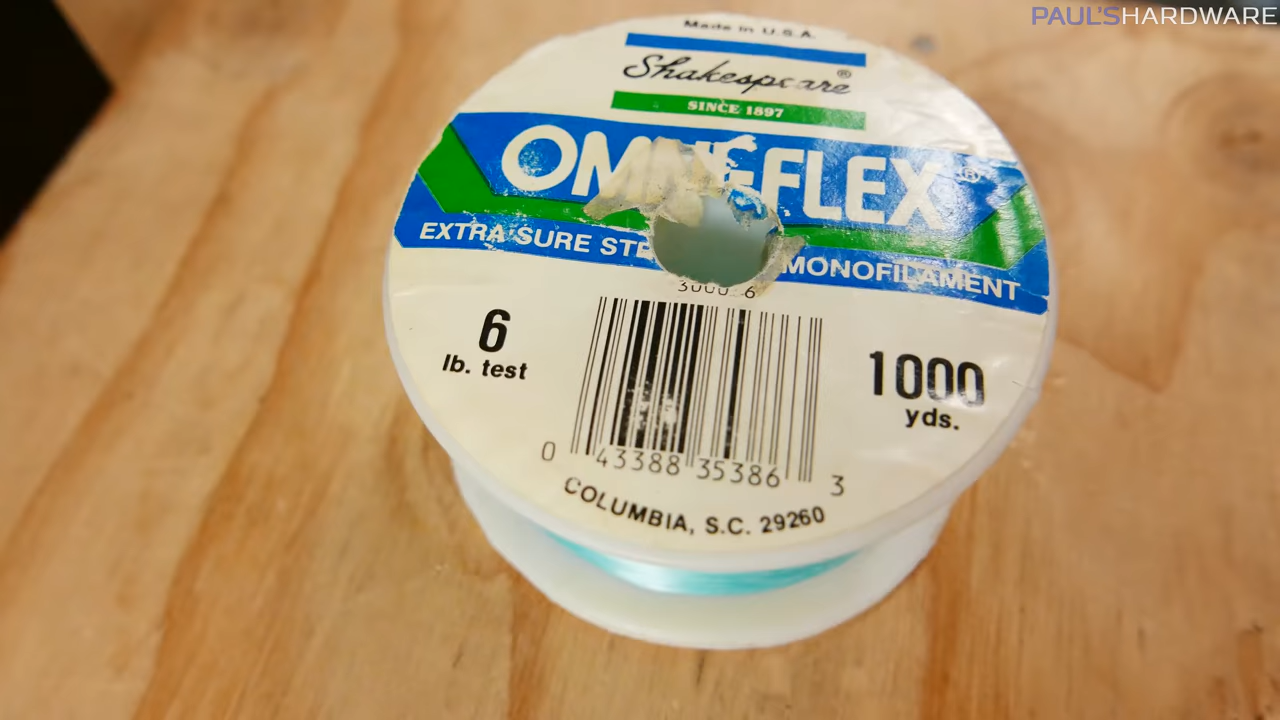 PAUL'SHARDWARE
Made in U.S.A.
Shakespeare®
SINCE 1897
OMNIFLEX®
EXTRA SURE MONOFILAMENT
6
lb. test
1000
yds.
0 43388 35386 3
COLUMBIA, S.C. 29260